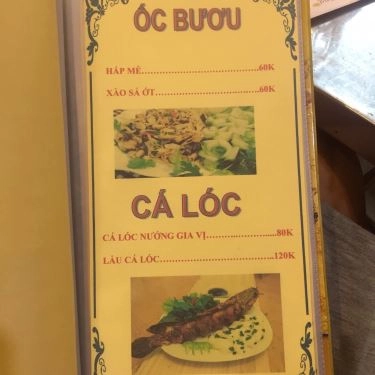 ỐC BƯƠU
HẤP MẺ…………………………………..60K
XÀO SẢ ỚT…………………….………..60K
CÁ LÓC
CÁ LÓC NƯỚNG GIA VỊ…………………....80K
LẨU CÁ LÓC………………………………..120K